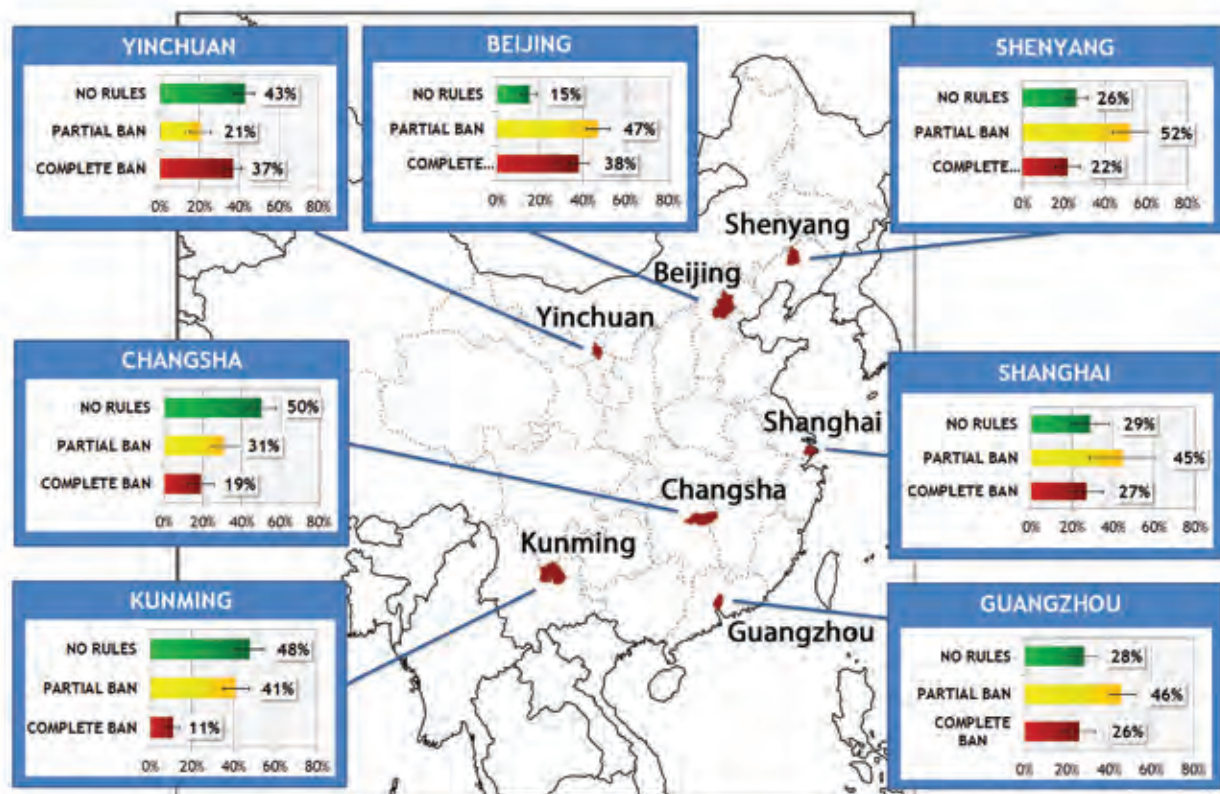 YINCHUAN
NO RULES 43%
PARTIAL BAN 21%
COMPLETE BAN 37%
0% 20% 40% 60% 80%
BEIJING
NO RULES 15%
PARTIAL BAN 47%
COMPLETE... 38%
0% 20% 40% 60% 80%
SHENYANG
NO RULES 26%
PARTIAL BAN 52%
COMPLETE... 22%
0% 20% 40% 60% 80%
Shenyang
Beijing
Yinchuan
CHANGSHA
NO RULES 50%
PARTIAL BAN 31%
COMPLETE BAN 19%
0% 20% 40% 60% 80%
SHANGHAI
NO RULES 29%
PARTIAL BAN 45%
COMPLETE BAN 27%
0% 20% 40% 60% 80%
Shanghai
Changsha
Kunming
Guangzhou
KUNMING
NO RULES 48%
PARTIAL BAN 41%
COMPLETE BAN 11%
0% 20% 40% 60% 80%
GUANGZHOU
NO RULES 28%
PARTIAL BAN 46%
COMPLETE
BAN 26%
0% 20% 40% 60% 80%